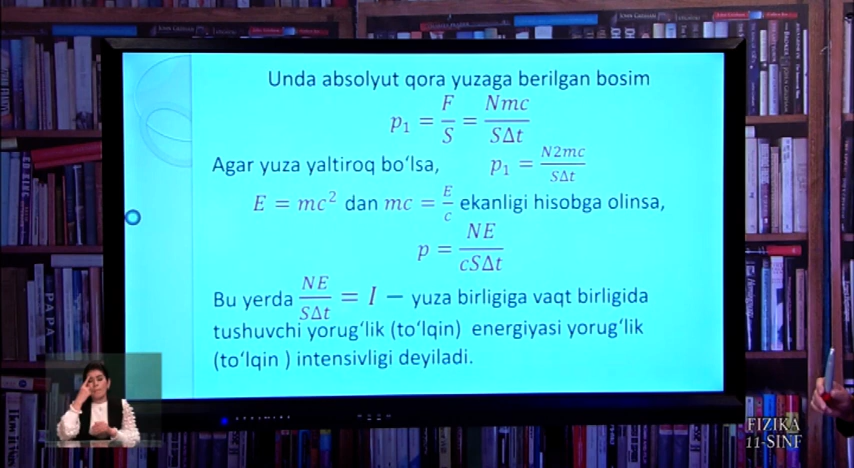 Unda absolyut qora yuzaga berilgan bosim
p₁ = F/S = Nmc/SΔt
Agar yuza yaltiroq bo‘lsa, p₁ = N2mc/SΔt
E = mc² dan mc = E/c ekanligi hisobga olinsa,
p = NE/cSΔt
Bu yerda NE/SΔt = I − yuza birligiga vaqt birligida
tushuvchi yorug‘lik (to‘lqin) energiyasi yorug‘lik
(to‘lqin ) intensivligi deyiladi.
FIZIKA
11-SINF